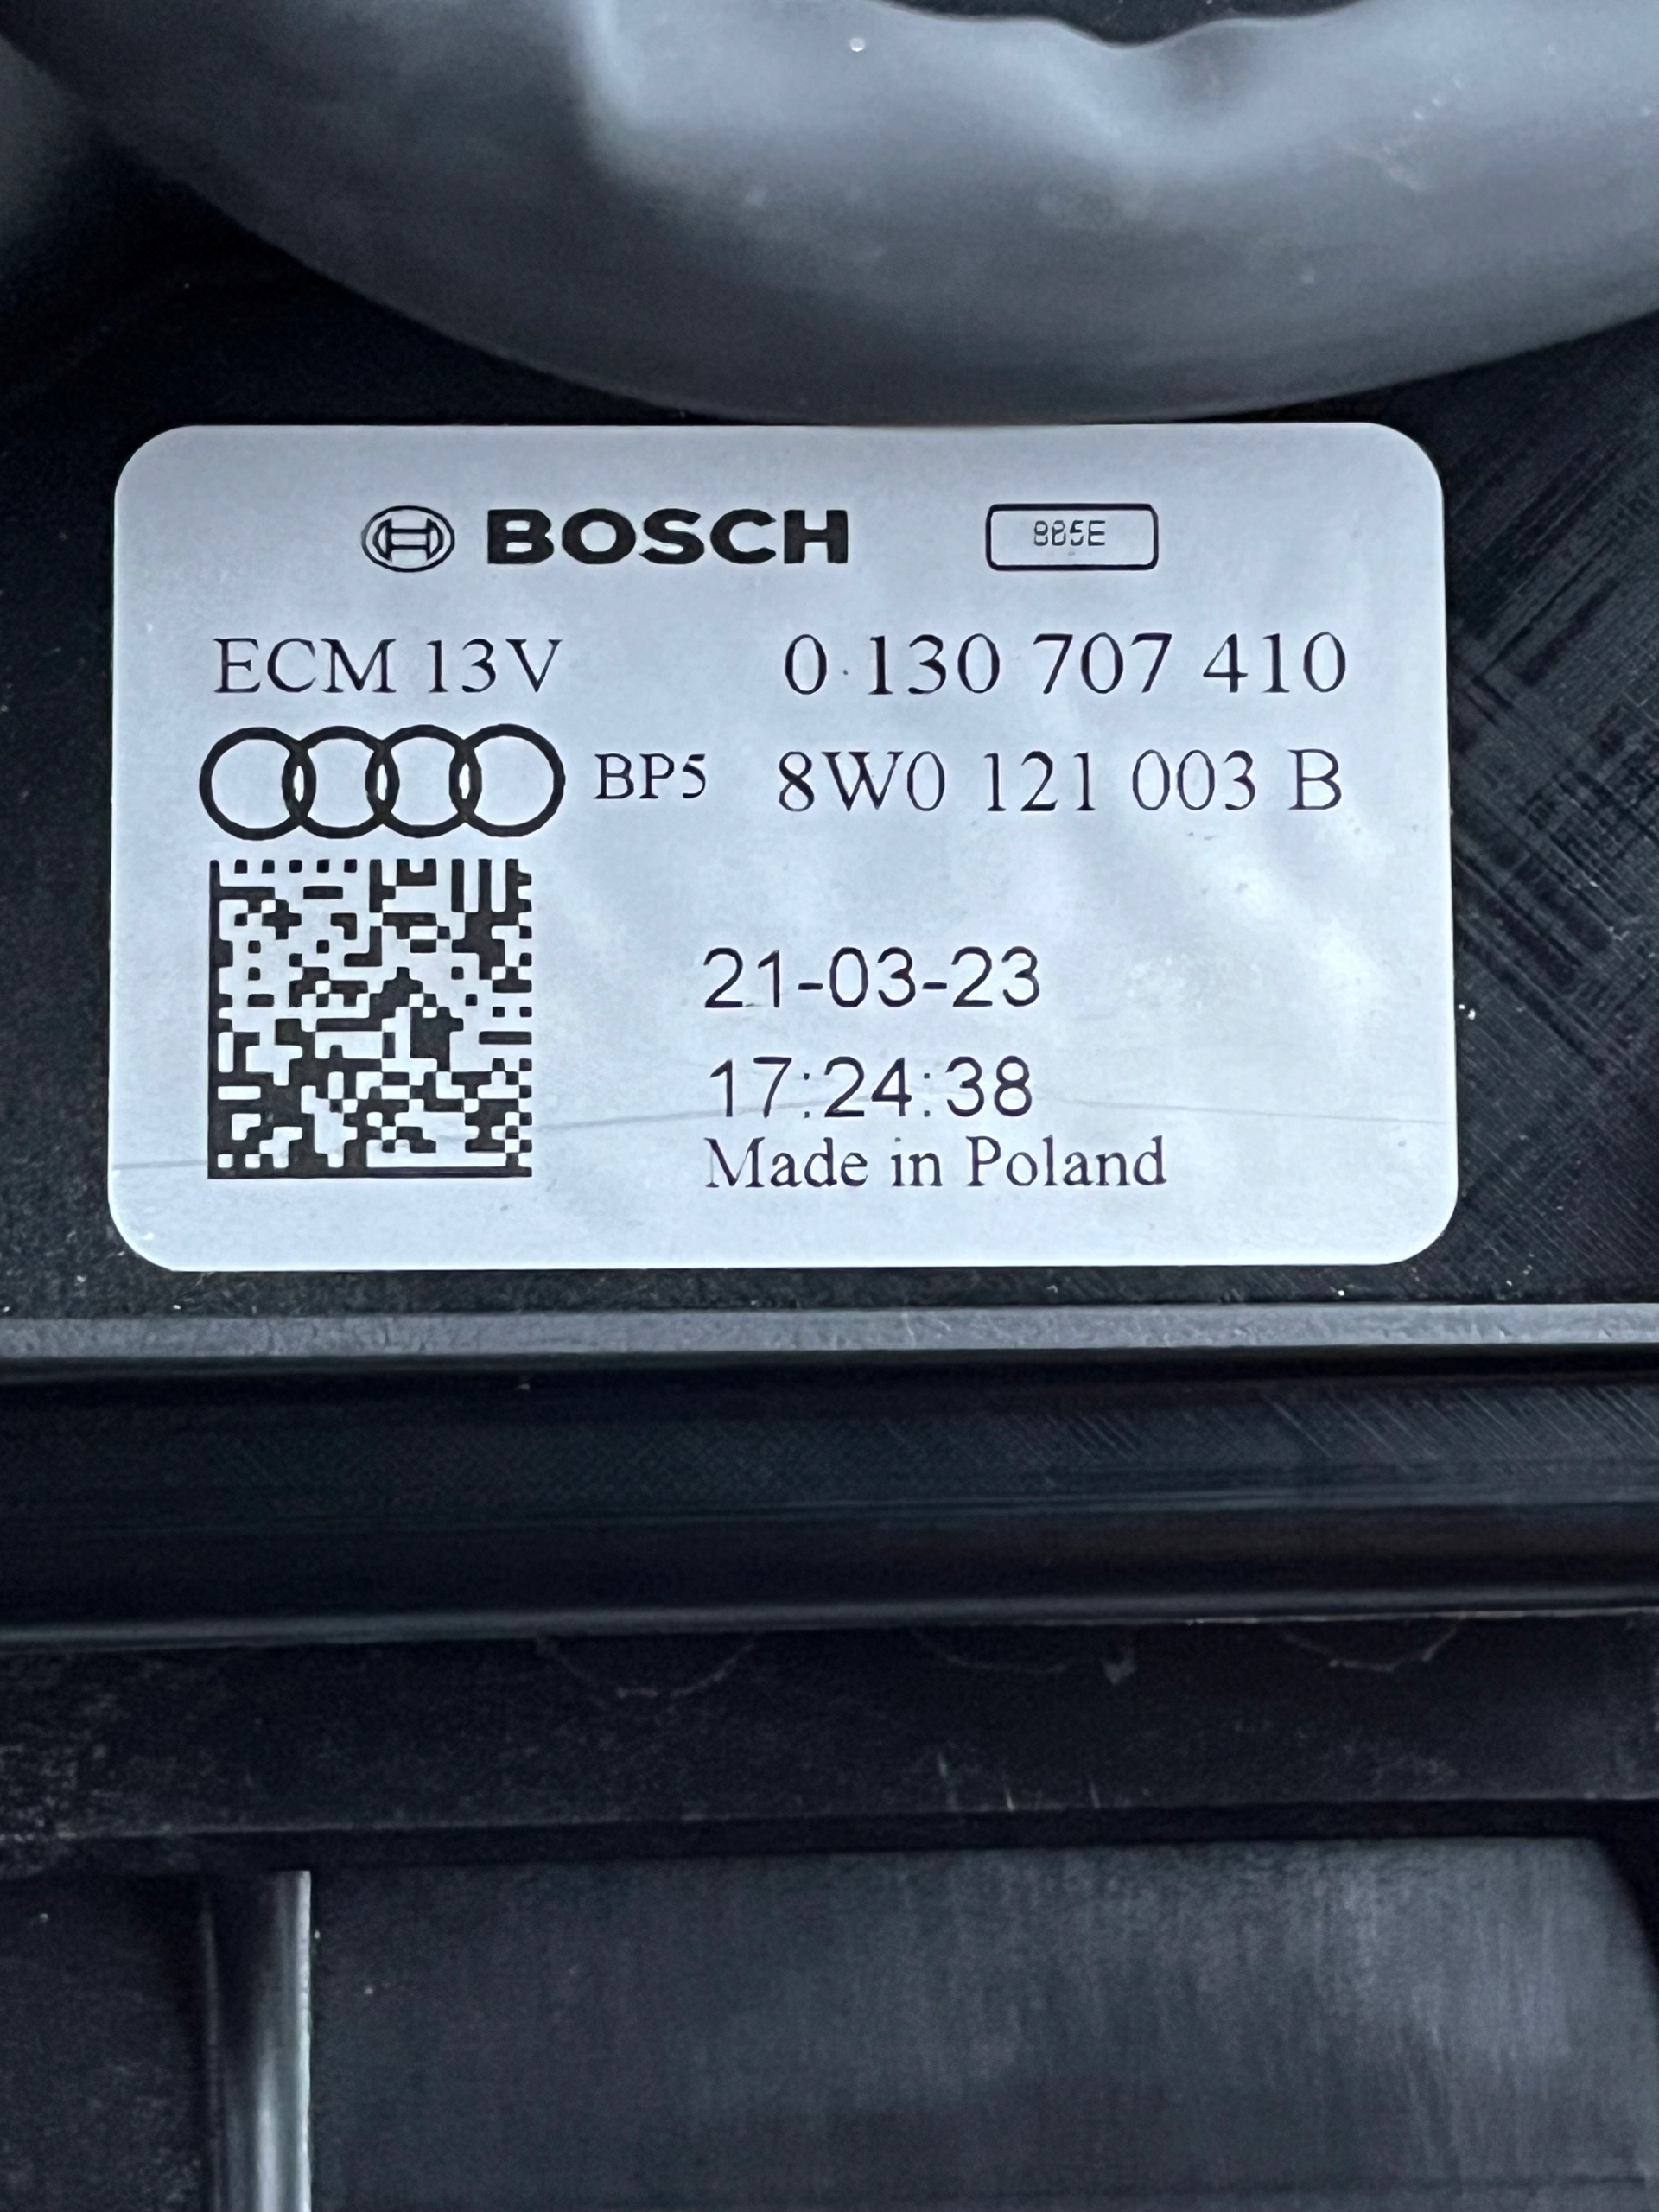 BOSCH 865E
ECM 13V 0 130 707 410
BP5 8W0 121 003 B
21-03-23
17:24:38
Made in Poland